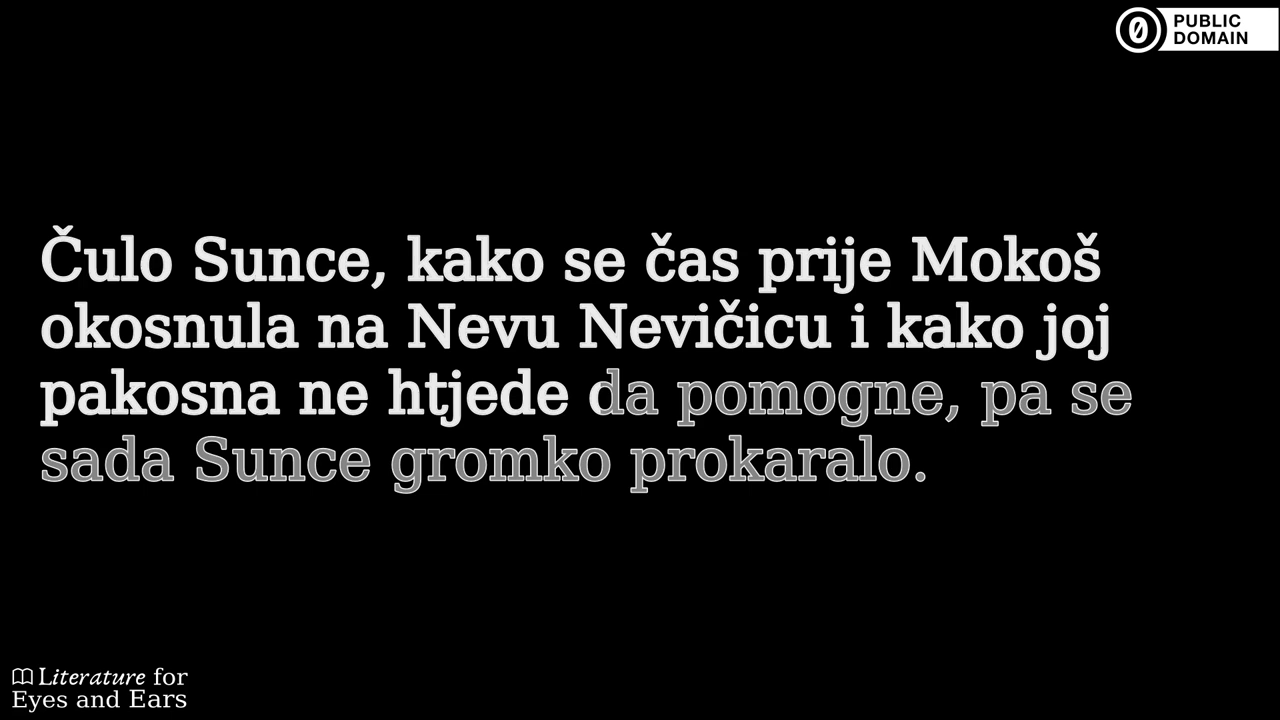 PUBLIC
DOMAIN
Čulo Sunce, kako se čas prije Mokoš
okosnula na Nevu Nevičicu i kako joj
pakosna ne htjede da pomogne, pa se
sada Sunce gromko prokaralo.
Literature for
Eyes and Ears